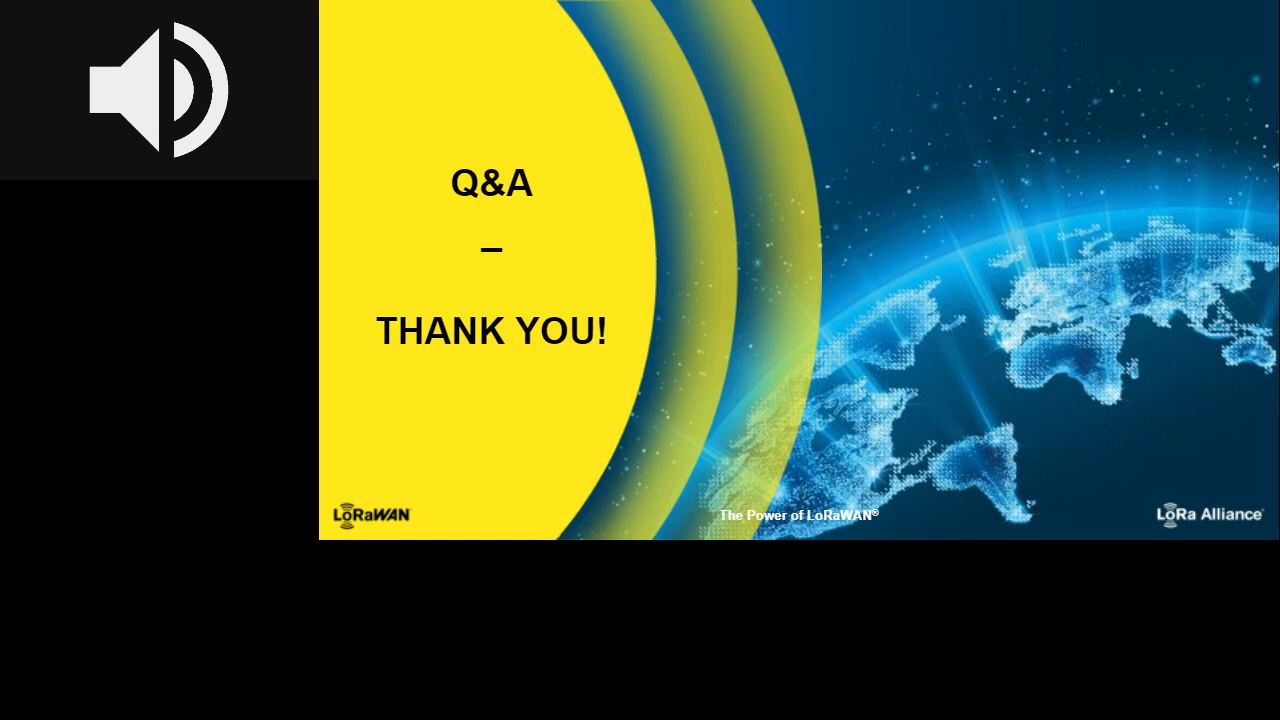 Q&A
–
THANK YOU!
LoRaWAN
The Power of LoRaWAN®
LoRa Alliance